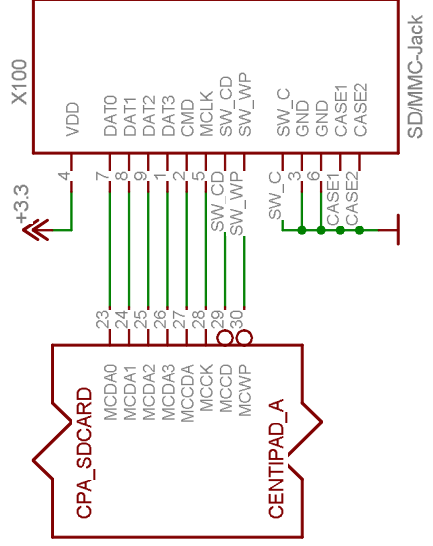 X100
SD/MMC-Jack
VDD
DAT0
DAT1
DAT2
DAT3
CMD
MCLK
SW_CD
SW_WP
SW_C
GND
GND
CASE1
CASE2
4
7
8
9
1
2
5
SW_CD
SW_WP
SW_C
3
6
CASE1
CASE2
+3.3
23
24
25
26
27
28
29
30
MCDA0
MCDA1
MCDA2
MCDA3
MCCDA
MCCK
MCCD
MCWP
CPA_SDCARD
CENTIPAD_A